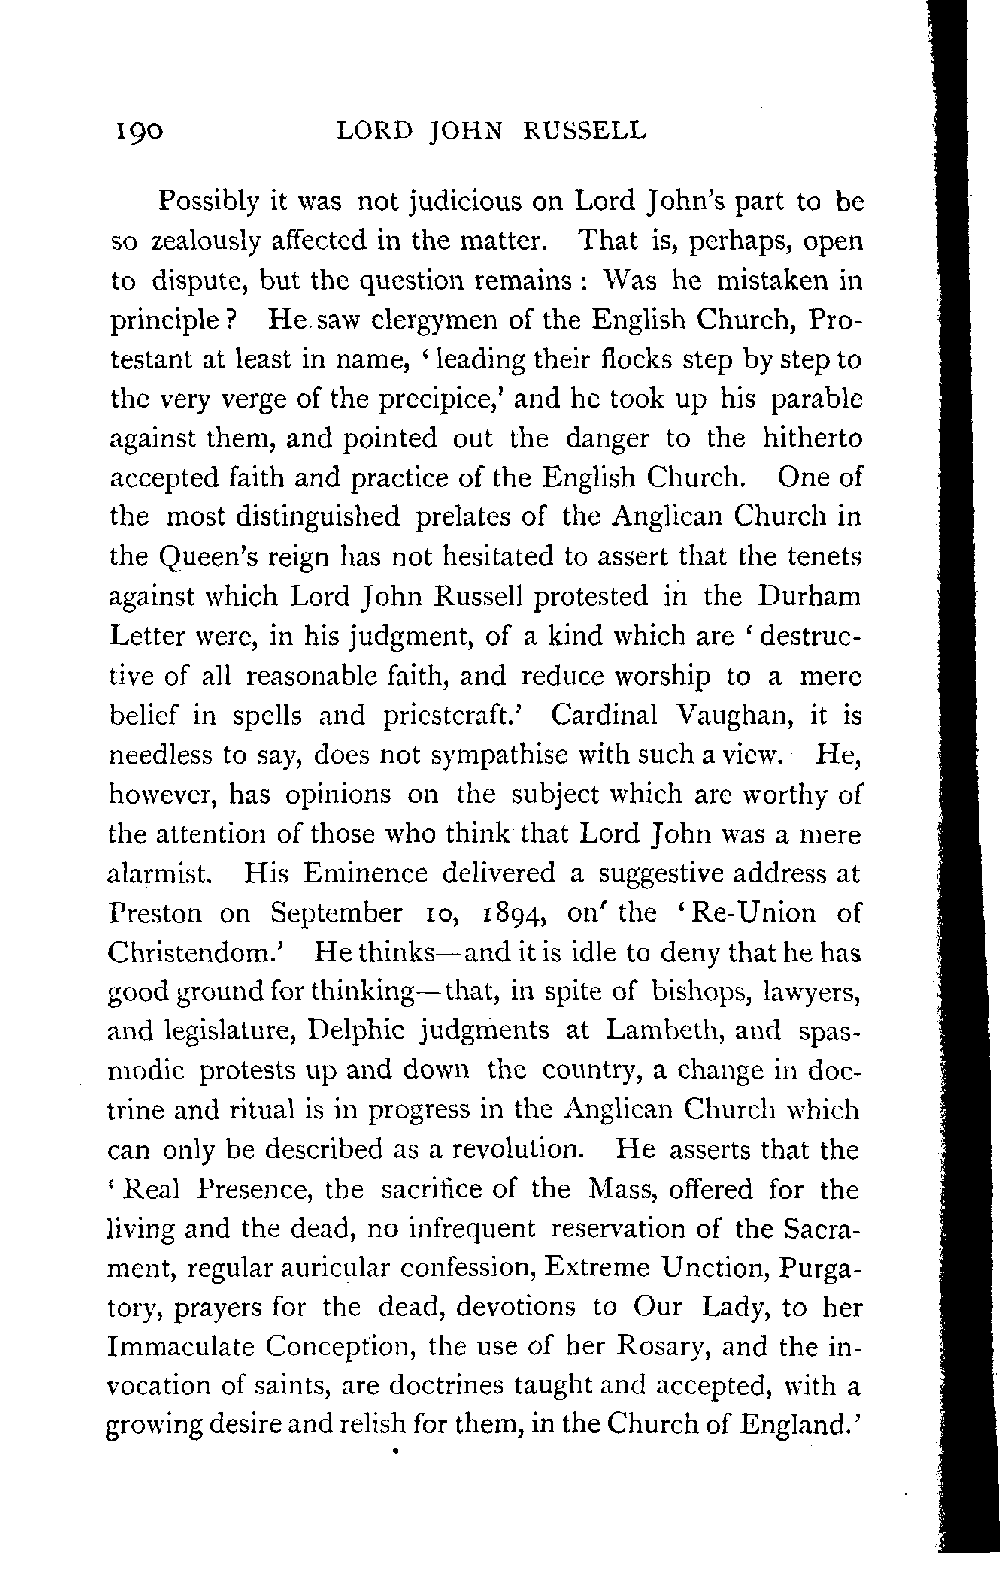 190 LORD JOHN RUSSELL
Possibly it was not judicious on Lord John's part to be
so zealously affected in the matter. That is, perhaps, open
to dispute, but the question remains : Was he mistaken in
principle ? He saw clergymen of the English Church, Pro-
testant at least in name, ‘ leading their flocks step by step to
the very verge of the precipice,’ and he took up his parable
against them, and pointed out the danger to the hitherto
accepted faith and practice of the English Church. One of
the most distinguished prelates of the Anglican Church in
the Queen's reign has not hesitated to assert that the tenets
against which Lord John Russell protested in the Durham
Letter were, in his judgment, of a kind which are ‘ destruc-
tive of all reasonable faith, and reduce worship to a mere
belief in spells and priestcraft.’ Cardinal Vaughan, it is
needless to say, does not sympathise with such a view. He,
however, has opinions on the subject which are worthy of
the attention of those who think that Lord John was a mere
alarmist. His Eminence delivered a suggestive address at
Preston on September 10, 1894, on the ‘ Re-Union of
Christendom.’ He thinks—and it is idle to deny that he has
good ground for thinking—that, in spite of bishops, lawyers,
and legislature, Delphic judgments at Lambeth, and spas-
modic protests up and down the country, a change in doc-
trine and ritual is in progress in the Anglican Church which
can only be described as a revolution. He asserts that the
‘ Real Presence, the sacrifice of the Mass, offered for the
living and the dead, no infrequent reservation of the Sacra-
ment, regular auricular confession, Extreme Unction, Purga-
tory, prayers for the dead, devotions to Our Lady, to her
Immaculate Conception, the use of her Rosary, and the in-
vocation of saints, are doctrines taught and accepted, with a
growing desire and relish for them, in the Church of England.’